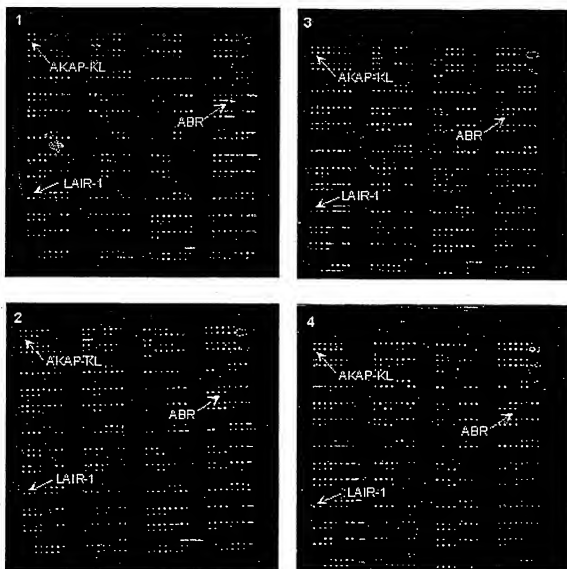 1
AKAP-KL
ABR
LAIR-1
3
AKAP-KL
ABR
LAIR-1
2
AKAP-KL
ABR
LAIR-1
4
AKAP-KL
ABR
LAIR-1